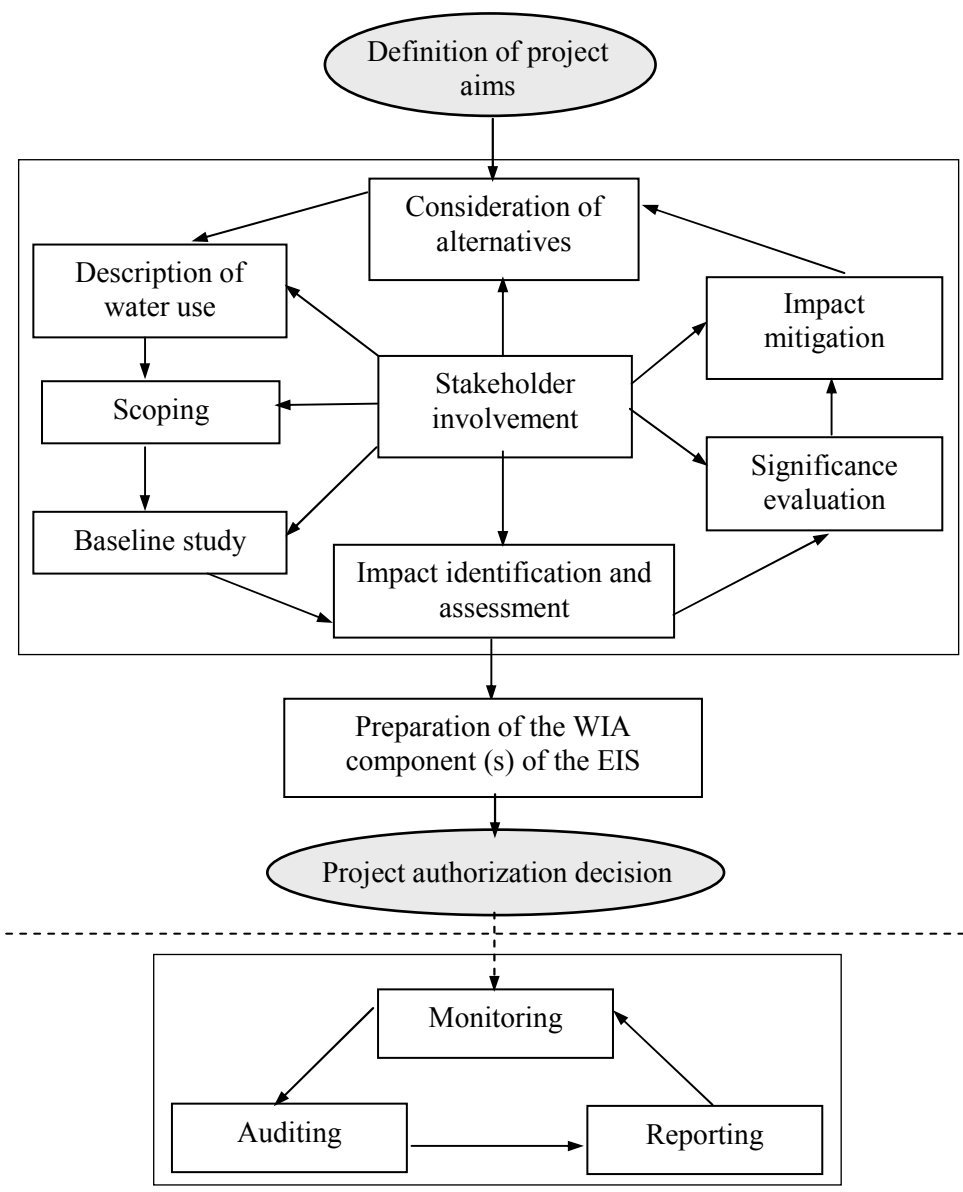 Definition of project
aims
Consideration of
alternatives
Description of
water use
Impact
mitigation
Stakeholder
involvement
Scoping
Significance
evaluation
Baseline study
Impact identification and
assessment
Preparation of the WIA
component (s) of the EIS
Project authorization decision
Monitoring
Auditing
Reporting